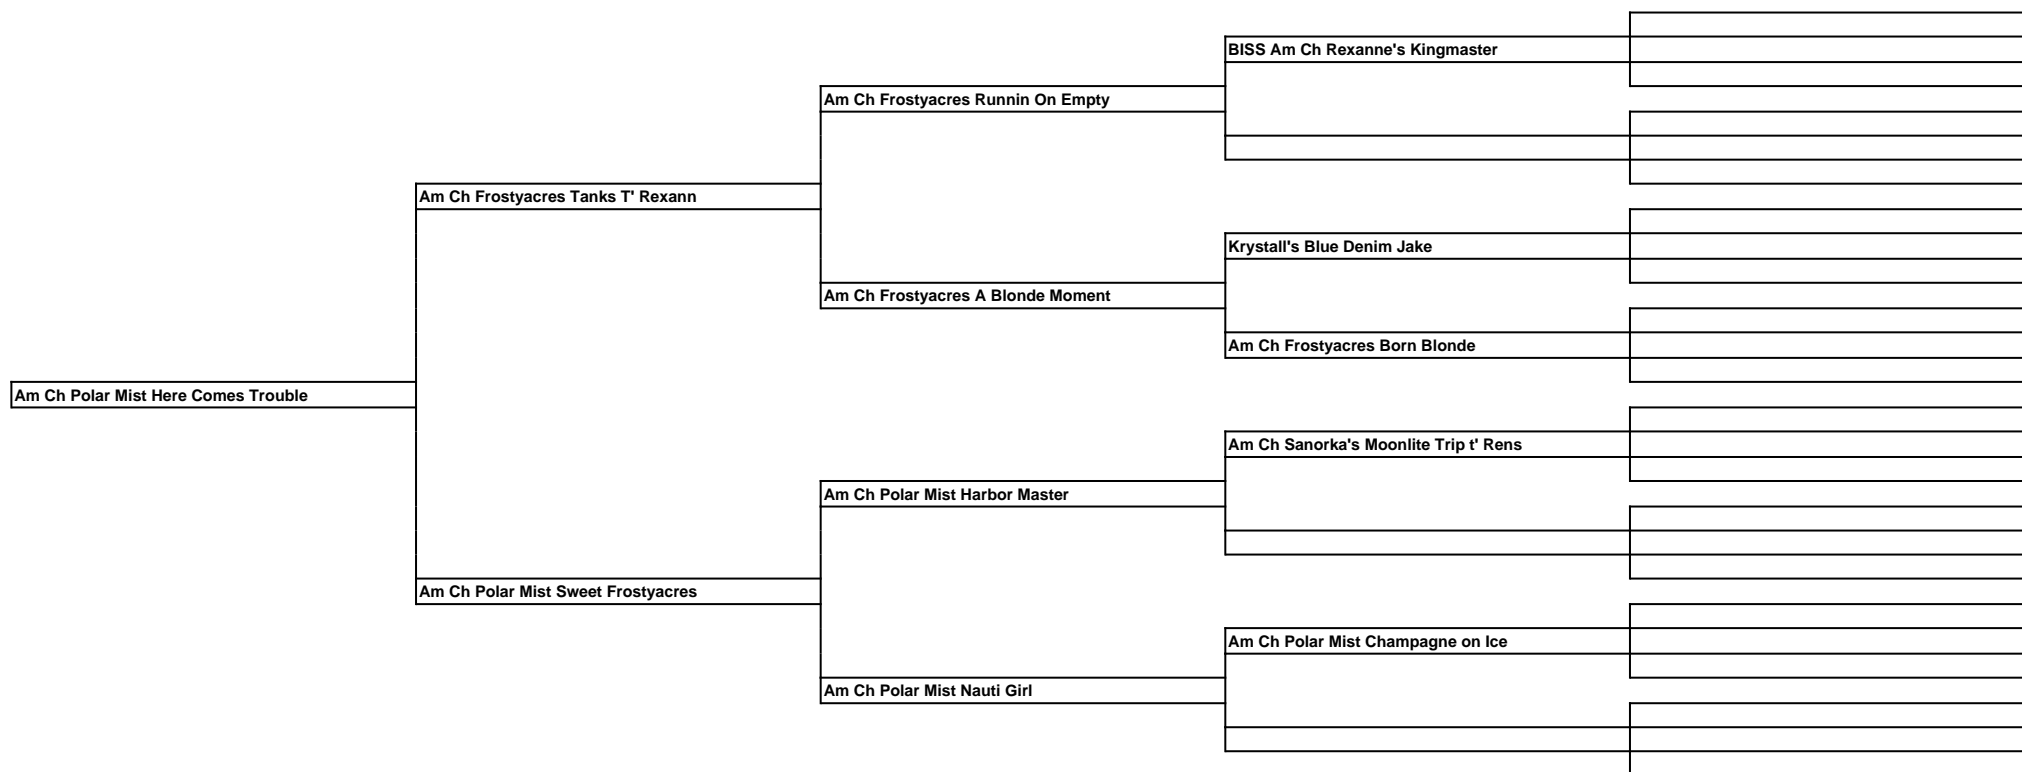 BISS Am Ch Rexanne's Kingmaster
Am Ch Frostyacres Runnin On Empty
Am Ch Frostyacres Tanks T' Rexann
Krystall's Blue Denim Jake
Am Ch Frostyacres A Blonde Moment
Am Ch Frostyacres Born Blonde
Am Ch Polar Mist Here Comes Trouble
Am Ch Sanorka's Moonlite Trip t' Rens
Am Ch Polar Mist Harbor Master
Am Ch Polar Mist Sweet Frostyacres
Am Ch Polar Mist Champagne on Ice
Am Ch Polar Mist Nauti Girl